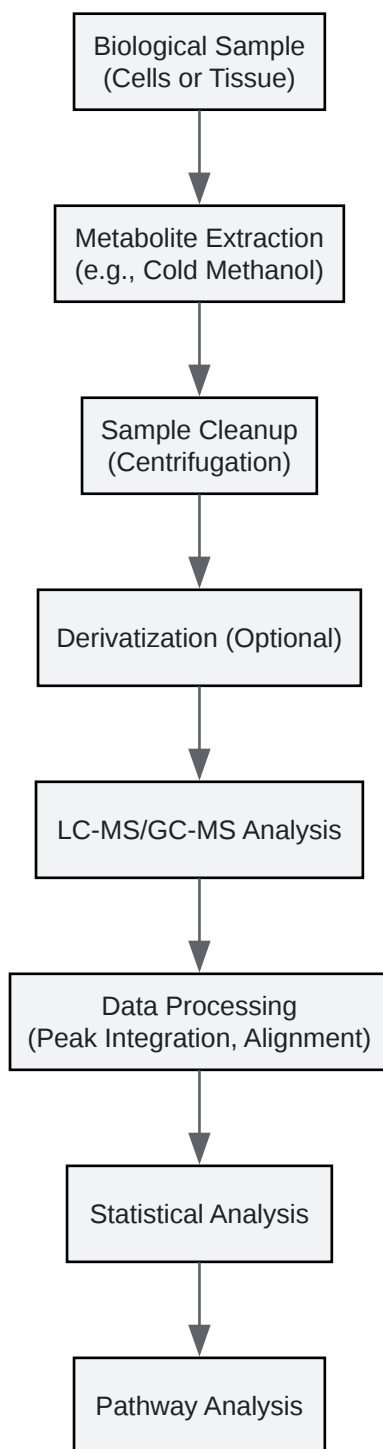 Biological Sample
(Cells or Tissue)
Metabolite Extraction
(e.g., Cold Methanol)
Sample Cleanup
(Centrifugation)
Derivatization (Optional)
LC-MS/GC-MS Analysis
Data Processing
(Peak Integration, Alignment)
Statistical Analysis
Pathway Analysis